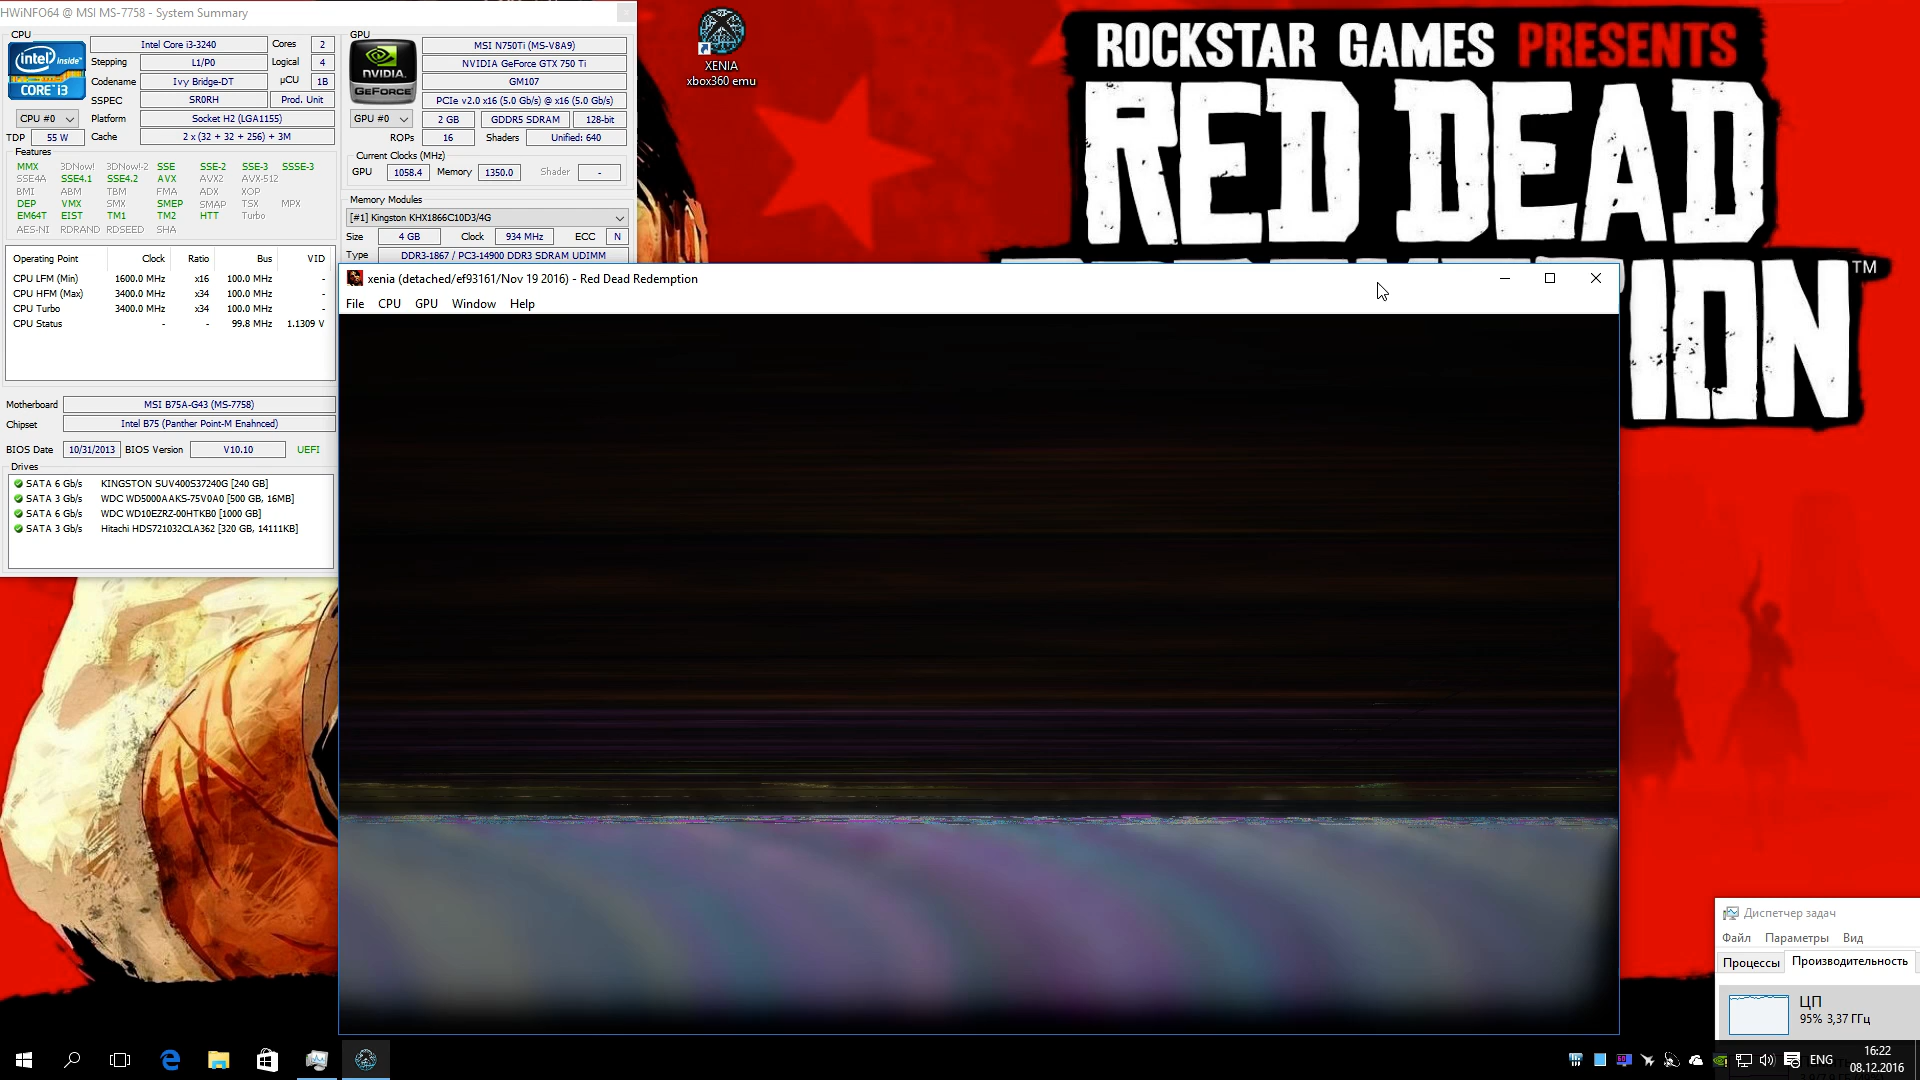 HWiNFO64 @ MSI MS-7758 - System Summary
CPU
intel inside
CORE i3
Intel Core i3-3240
Cores 2
Stepping L1/P0
Logical 4
Codename Ivy Bridge-DT
µCU 1B
SSPEC SR0RH
Prod. Unit
CPU #0
Platform Socket H2 (LGA1155)
TDP 55 W
Cache 2 x (32 + 32 + 256) + 3M
Features
MMX 3DNow! 3DNow!-2 SSE SSE-2 SSE-3 SSSE-3
SSE4A SSE4.1 SSE4.2 AVX AVX2 AVX-512
BMI ABM TBM FMA ADX XOP
DEP VMX SMX SMEP SMAP TSX MPX
EM64T EIST TM1 TM2 HTT Turbo
AES-NI RDRAND RDSEED SHA
Operating Point Clock Ratio Bus VID
CPU LFM (Min) 1600.0 MHz x16 100.0 MHz -
CPU HFM (Max) 3400.0 MHz x34 100.0 MHz -
CPU Turbo 3400.0 MHz x34 100.0 MHz -
CPU Status - - 99.8 MHz 1.1309 V
Motherboard MSI B75A-G43 (MS-7758)
Chipset Intel B75 (Panther Point-M Enahnced)
BIOS Date 10/31/2013 BIOS Version V10.10 UEFI
Drives
SATA 6 Gb/s KINGSTON SUV400S37240G [240 GB]
SATA 3 Gb/s WDC WD5000AAKS-75V0A0 [500 GB, 16MB]
SATA 6 Gb/s WDC WD10EZRZ-00HTKB0 [1000 GB]
SATA 3 Gb/s Hitachi HDS721032CLA362 [320 GB, 14111KB]
GPU
NVIDIA.
GEFORCE
MSI N750Ti (MS-V8A9)
NVIDIA GeForce GTX 750 Ti
GM107
PCIe v2.0 x16 (5.0 Gb/s) @ x16 (5.0 Gb/s)
GPU #0
2 GB GDDR5 SDRAM 128-bit
ROPs 16 Shaders Unified: 640
Current Clocks (MHz)
GPU 1058.4 Memory 1350.0 Shader -
Memory Modules
[#1] Kingston KHX1866C10D3/4G
Size 4 GB Clock 934 MHz ECC N
Type DDR3-1867 / PC3-14900 DDR3 SDRAM UDIMM
XENIA
xbox360 emu
ROCKSTAR GAMES PRESENTS
RED DEAD
TM
xenia (detached/ef93161/Nov 19 2016) - Red Dead Redemption
File CPU GPU Window Help
Диспетчер задач
Файл Параметры Вид
Процессы Производительность
ЦП
95% 3,37 ГГц
ENG
16:22
08.12.2016